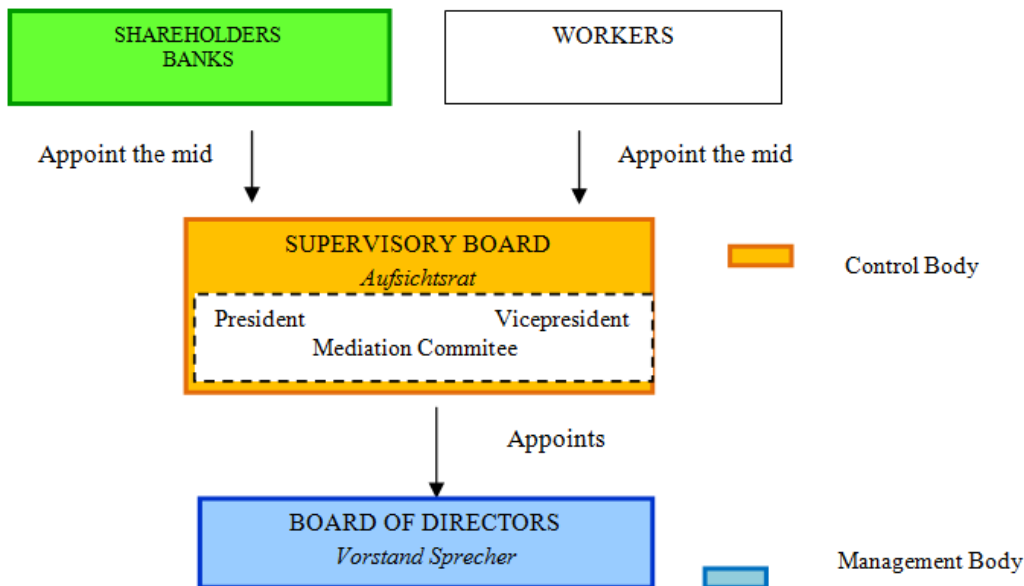 SHAREHOLDERS
BANKS
WORKERS
Appoint the mid
Appoint the mid
SUPERVISORY BOARD
Aufsichtsrat
President Vicepresident
Mediation Commitee
Control Body
Appoints
BOARD OF DIRECTORS
Vorstand Sprecher
Management Body